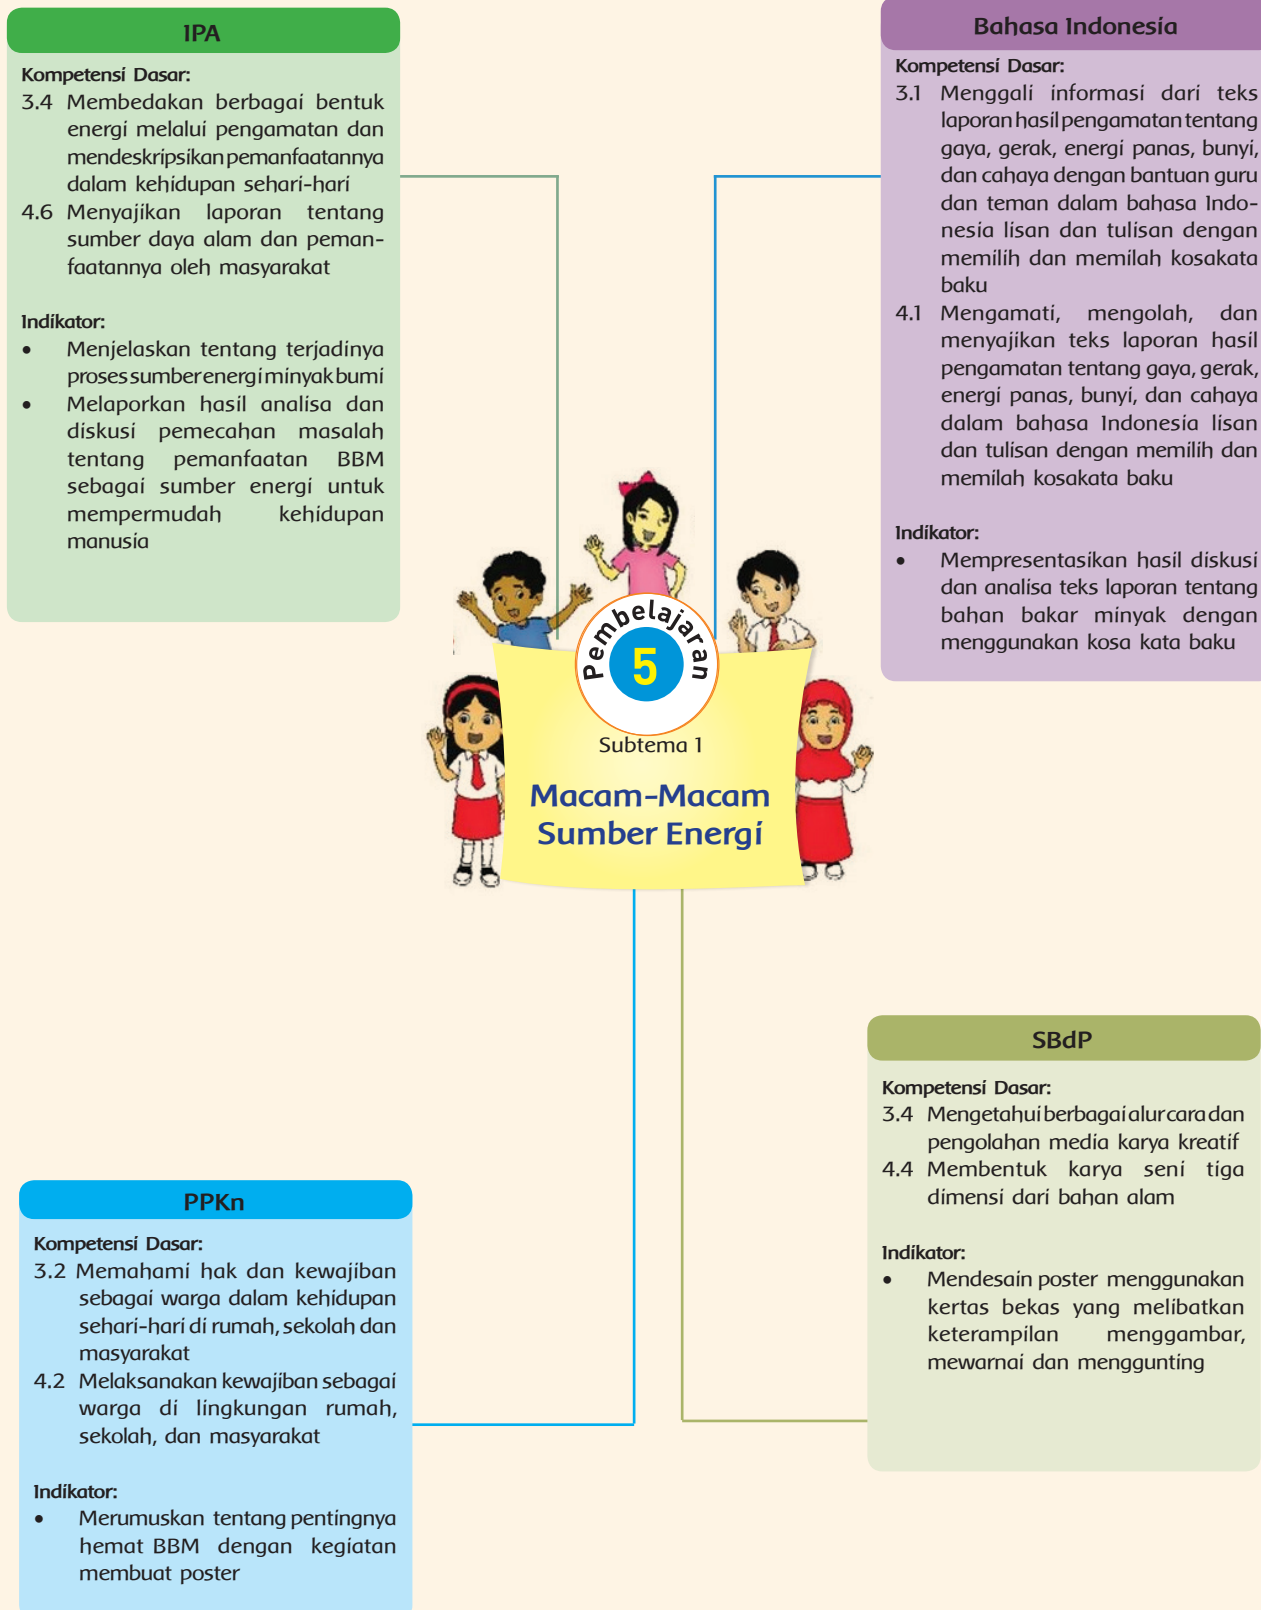 IPA
Kompetensi Dasar:
3.4 Membedakan berbagai bentuk
energi melalui pengamatan dan
mendeskripsikan pemanfaatannya
dalam kehidupan sehari-hari
4.6 Menyajikan laporan tentang
sumber daya alam dan peman-
faatannya oleh masyarakat
Indikator:
• Menjelaskan tentang terjadinya
proses sumber energi minyak bumi
• Melaporkan hasil analisa dan
diskusi pemecahan masalah
tentang pemanfaatan BBM
sebagai sumber energi untuk
mempermudah kehidupan
manusia
Bahasa Indonesia
Kompetensi Dasar:
3.1 Menggali informasi dari teks
laporan hasil pengamatan tentang
gaya, gerak, energi panas, bunyi,
dan cahaya dengan bantuan guru
dan teman dalam bahasa Indo-
nesia lisan dan tulisan dengan
memilih dan memilah kosakata
baku
4.1 Mengamati, mengolah, dan
menyajikan teks laporan hasil
pengamatan tentang gaya, gerak,
energi panas, bunyi, dan cahaya
dalam bahasa Indonesia lisan
dan tulisan dengan memilih dan
memilah kosakata baku
Indikator:
• Mempresentasikan hasil diskusi
dan analisa teks laporan tentang
bahan bakar minyak dengan
menggunakan kosa kata baku
Pembelajaran
5
Subtema 1
Macam-Macam
Sumber Energi
SBdP
Kompetensi Dasar:
3.4 Mengetahui berbagai alur cara dan
pengolahan media karya kreatif
4.4 Membentuk karya seni tiga
dimensi dari bahan alam
Indikator:
• Mendesain poster menggunakan
kertas bekas yang melibatkan
keterampilan menggambar,
mewarnai dan menggunting
PPKn
Kompetensi Dasar:
3.2 Memahami hak dan kewajiban
sebagai warga dalam kehidupan
sehari-hari di rumah, sekolah dan
masyarakat
4.2 Melaksanakan kewajiban sebagai
warga di lingkungan rumah,
sekolah, dan masyarakat
Indikator:
• Merumuskan tentang pentingnya
hemat BBM dengan kegiatan
membuat poster